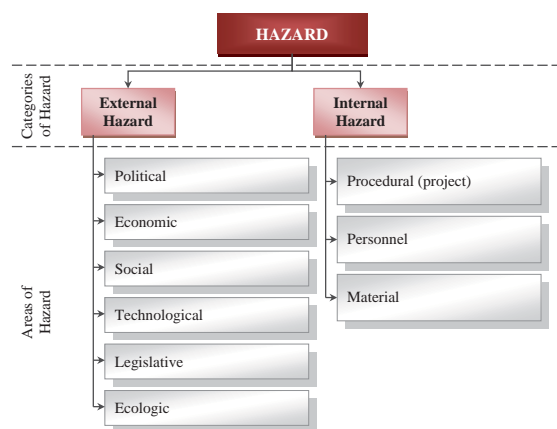 HAZARD
Categories
of Hazard
External
Hazard
Internal
Hazard
Areas of
Hazard
Political
Economic
Social
Technological
Legislative
Ecologic
Procedural (project)
Personnel
Material